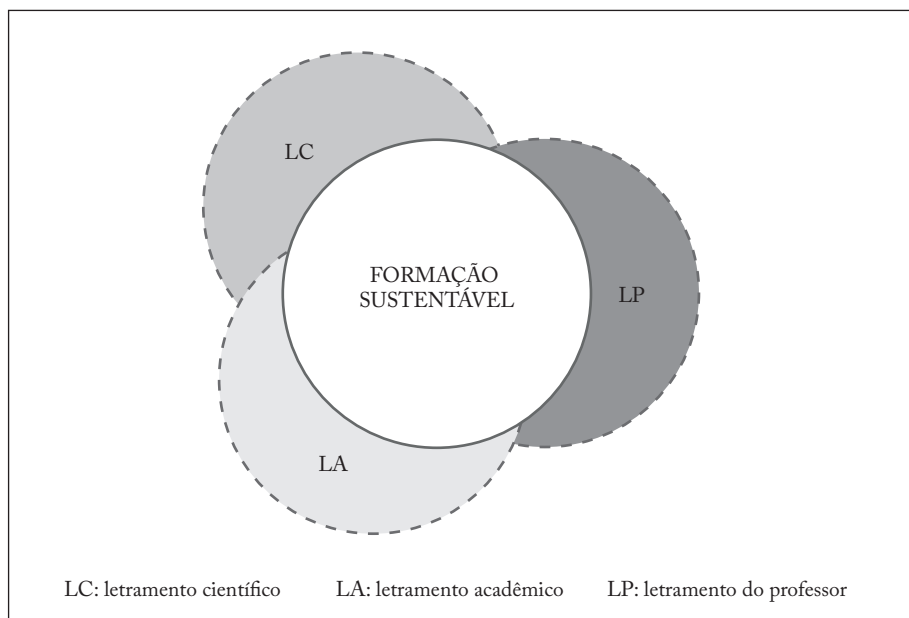 LC
FORMAÇÃO
SUSTENTÁVEL
LP
LA
LC: letramento científico LA: letramento acadêmico LP: letramento do professor